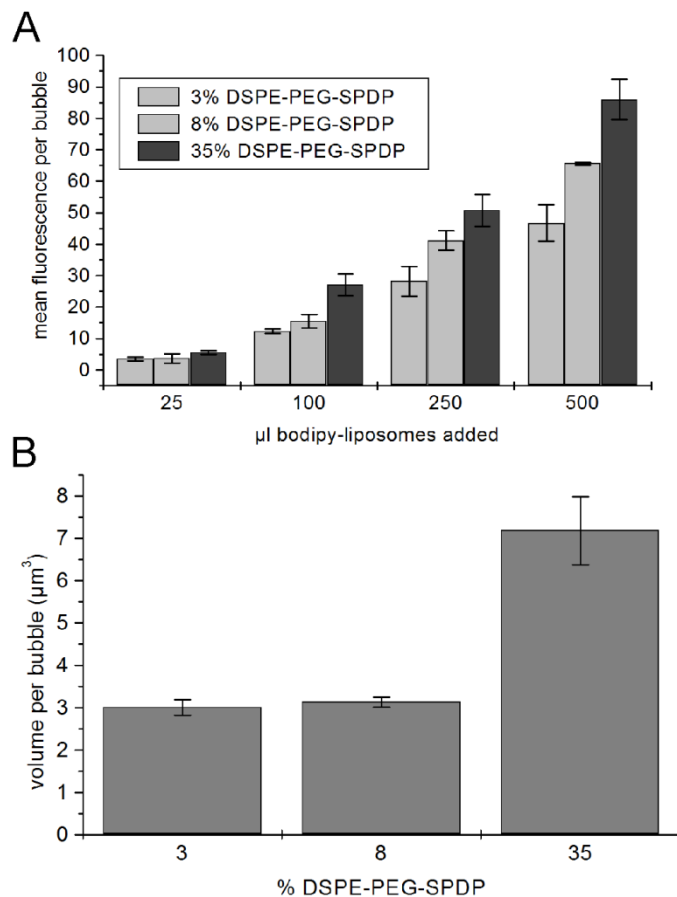 A
mean fluorescence per bubble
100
90
80
70
60
50
40
30
20
10
0
3% DSPE-PEG-SPDP
8% DSPE-PEG-SPDP
35% DSPE-PEG-SPDP
25 100 250 500
µl bodipy-liposomes added
B
volume per bubble (µm³)
8
7
6
5
4
3
2
1
0
3 8 35
% DSPE-PEG-SPDP